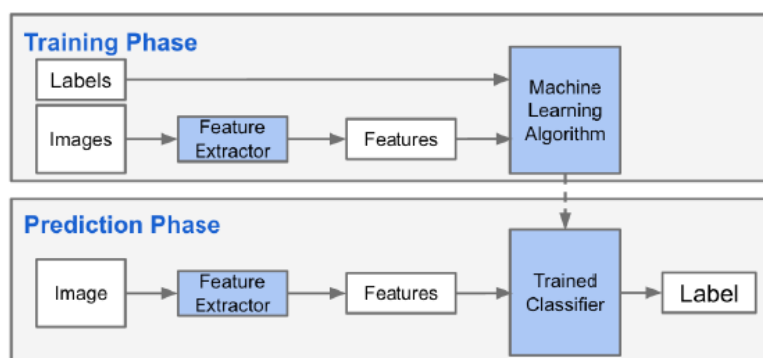 Training Phase
Labels
Images
Feature
Extractor
Features
Machine
Learning
Algorithm
Prediction Phase
Image
Feature
Extractor
Features
Trained
Classifier
Label